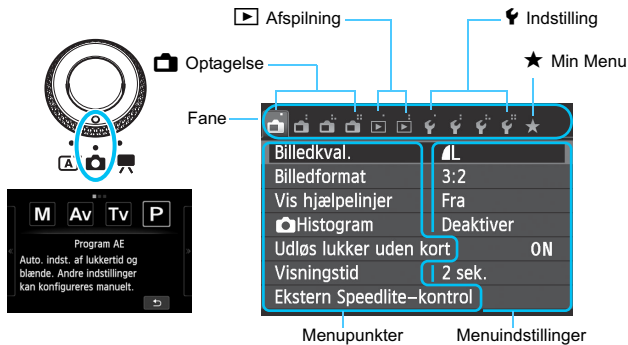 Afspilning
Indstilling
Optagelse
Min Menu
Fane
A
Billedkval. L
Billedformat 3:2
Vis hjælpelinjer Fra
Histogram Deaktiver
Udløs lukker uden kort ON
Visningstid 2 sek.
Ekstern Speedlite-kontrol
M Av Tv P
Program AE
Auto. indst. af lukkertid og
blænde. Andre indstillinger
kan konfigureres manuelt.
Menupunkter
Menuindstillinger